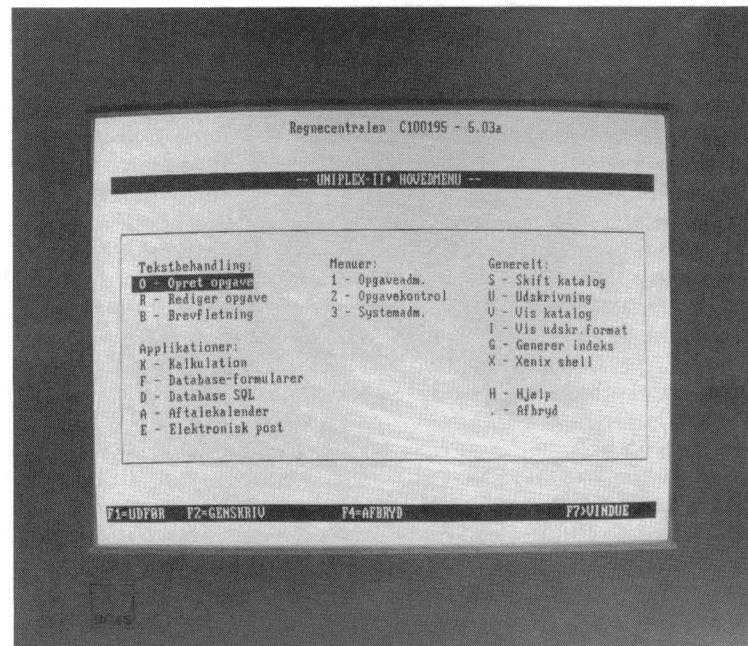 Regnecentralen C100195 - 5.03a
-- UNIPLEX-II+ HOVEDMENU --
Tekstbehandling:
O - Opret opgave
R - Rediger opgave
B - Brevfletning
Applikationer:
K - Kalkulation
F - Database-formularer
D - Database SQL
A - Aftalekalender
E - Elektronisk post
Menuer:
1 - Opgaveadm.
2 - Opgavekontrol
3 - Systemadm.
Generelt:
S - Skift katalog
U - Udskrivning
V - Vis katalog
I - Vis udskr.format
G - Generer indeks
X - Xenix shell
H - Hjælp
. - Afbryd
F1=UDFØR F2=GENSKRIV F4=AFBRYD F7>VINDUE